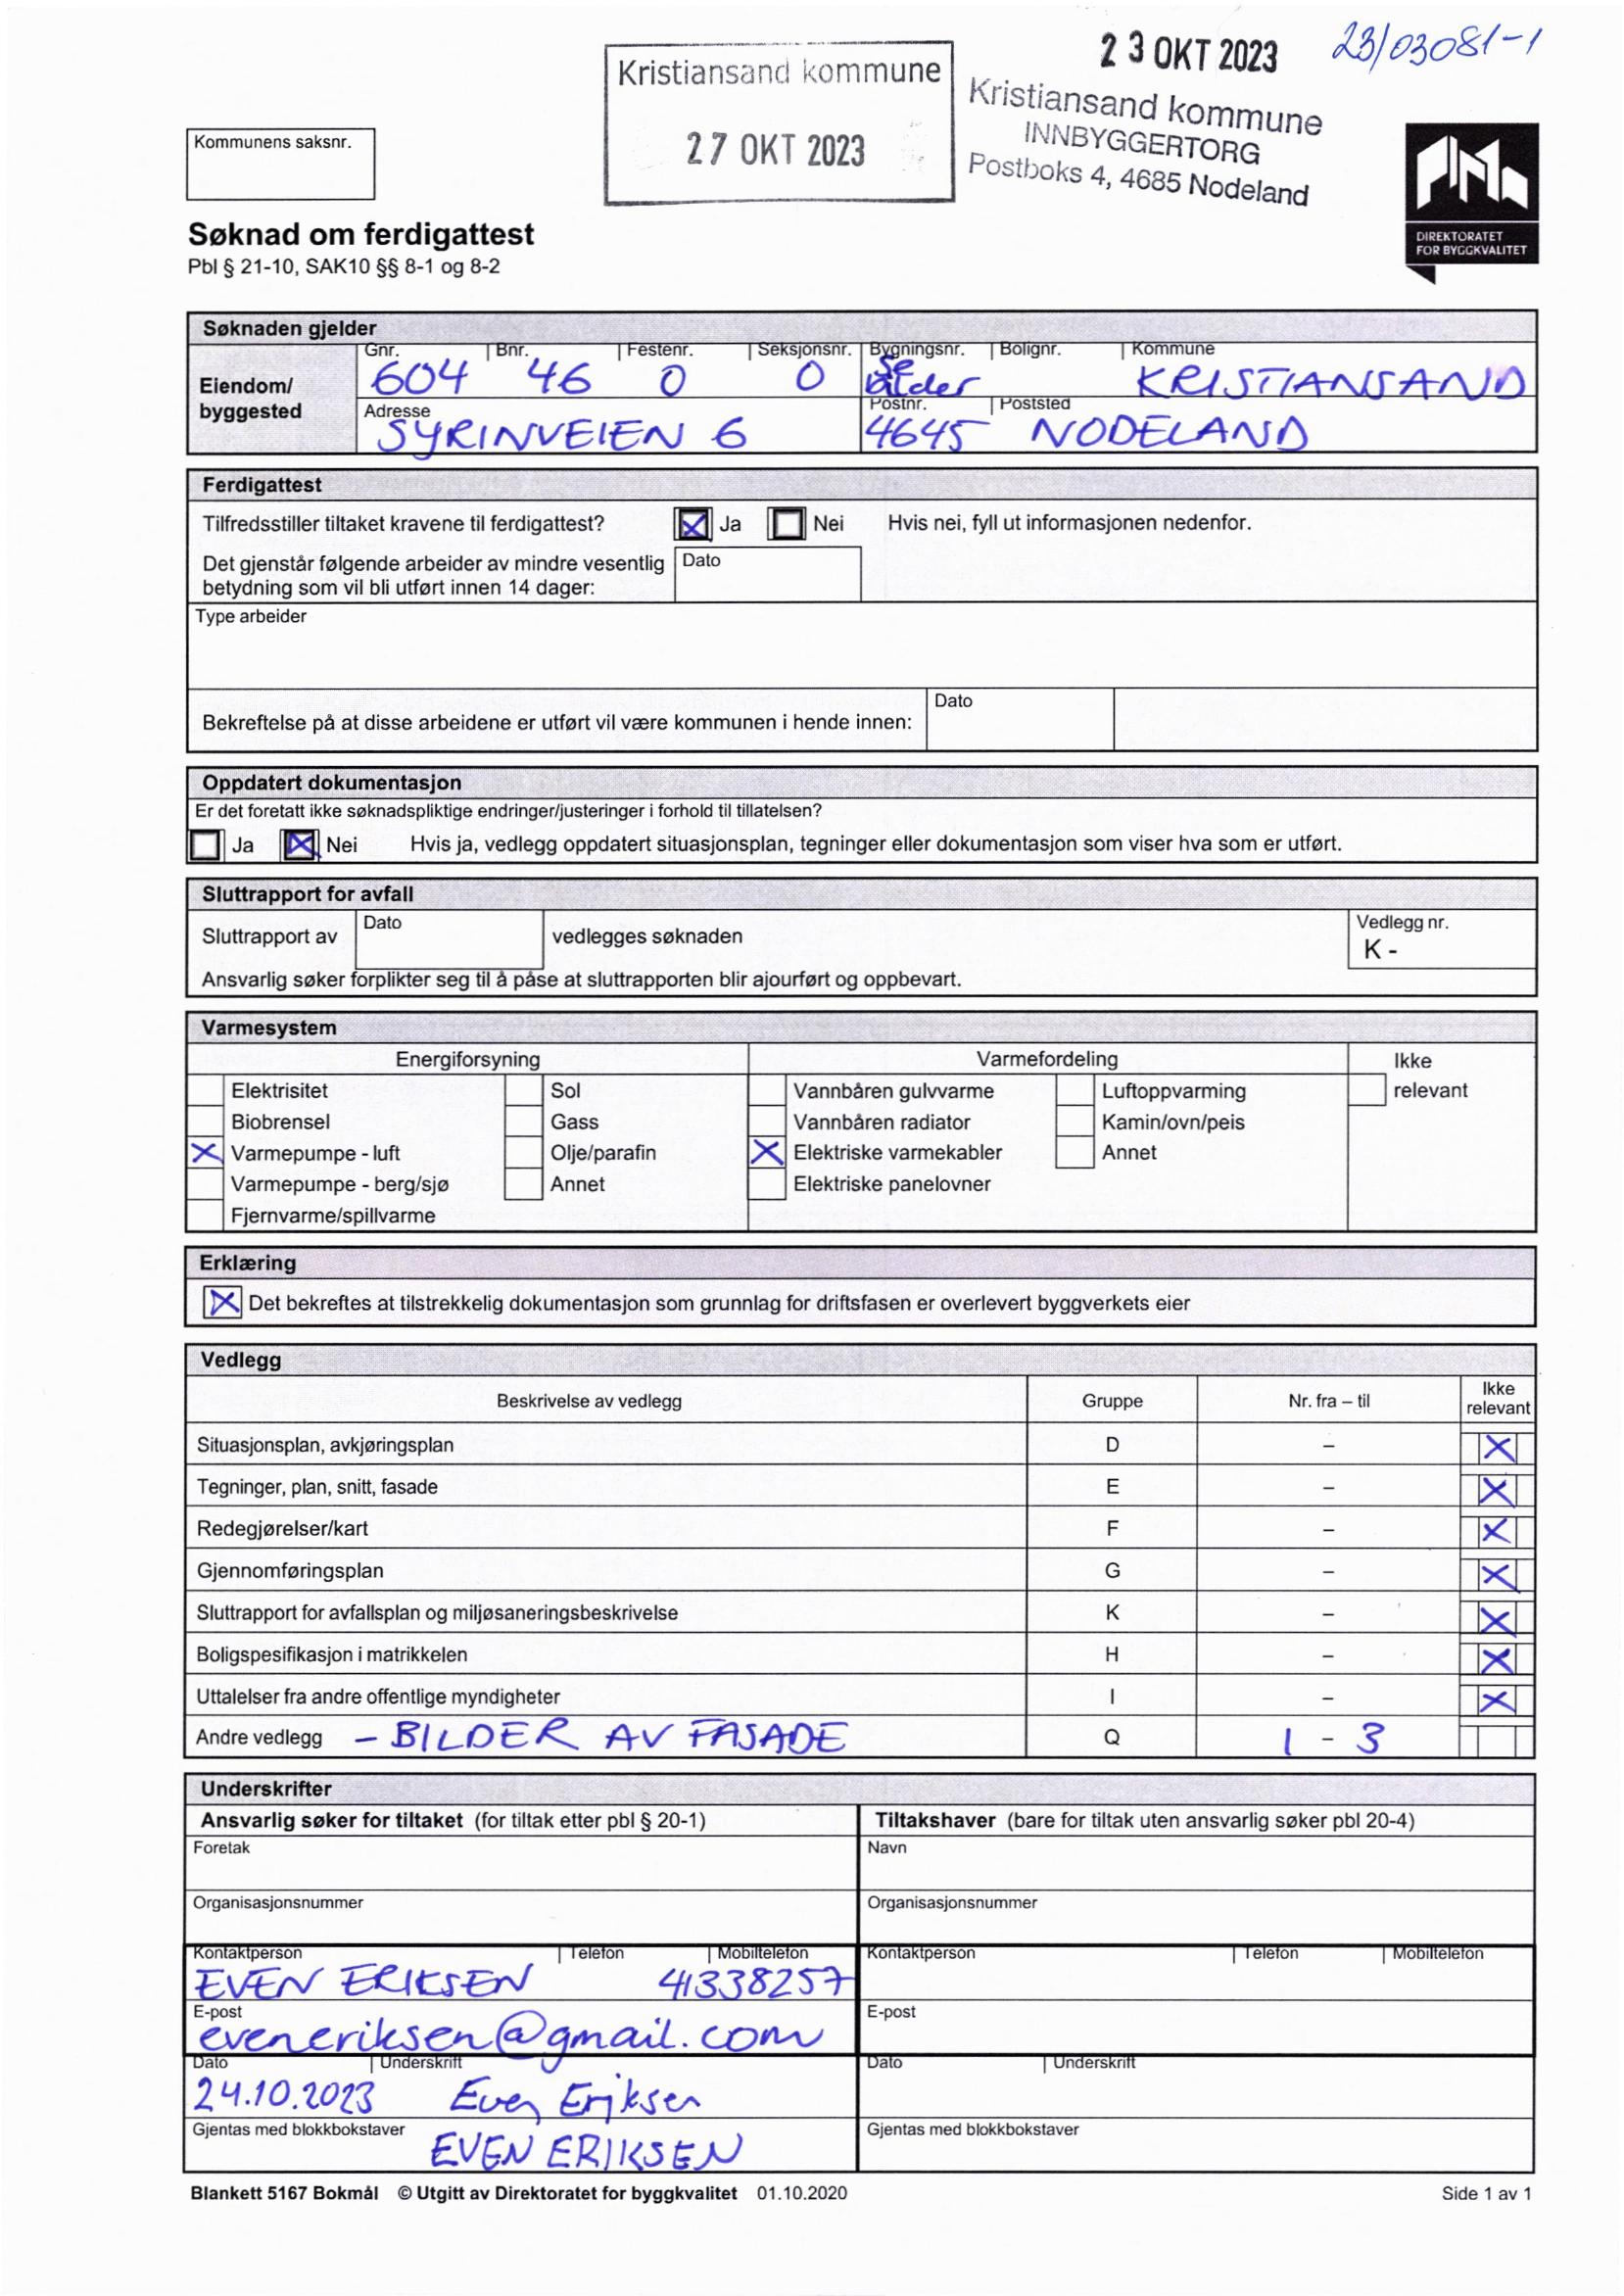 23/03081-1
23 OKT 2023
Kristiansand kommune
INNBYGGERTORG
Postboks 4, 4685 Nodeland
Kristiansand kommune
27 OKT 2023
Kommunens saksnr.
DIREKTORATET
FOR BYGGKVALITET
Søknad om ferdigattest
Pbl § 21-10, SAK10 §§ 8-1 og 8-2
Søknaden gjelder
Eiendom/
byggested
Gnr. Bnr. Festenr. Seksjonsnr. Bygningsnr. Bolignr. Kommune
604 46 0 0 Se bilder KRISTIANSAND
Adresse Postnr. Poststed
SYRINVEIEN 6 4645 NODELAND
Ferdigattest
Tilfredsstiller tiltaket kravene til ferdigattest? Ja Nei Hvis nei, fyll ut informasjonen nedenfor.
Det gjenstår følgende arbeider av mindre vesentlig
betydning som vil bli utført innen 14 dager:
Dato
Type arbeider
Bekreftelse på at disse arbeidene er utført vil være kommunen i hende innen:
Dato
Oppdatert dokumentasjon
Er det foretatt ikke søknadspliktige endringer/justeringer i forhold til tillatelsen?
Ja Nei Hvis ja, vedlegg oppdatert situasjonsplan, tegninger eller dokumentasjon som viser hva som er utført.
Sluttrapport for avfall
Sluttrapport av Dato vedlegges søknaden
Vedlegg nr.
K -
Ansvarlig søker forplikter seg til å påse at sluttrapporten blir ajourført og oppbevart.
Varmesystem
Energiforsyning Varmefordeling Ikke
relevant
Elektrisitet Sol Vannbåren gulvvarme Luftoppvarming
Biobrensel Gass Vannbåren radiator Kamin/ovn/peis
Varmepumpe - luft Olje/parafin Elektriske varmekabler Annet
Varmepumpe - berg/sjø Annet Elektriske panelovner
Fjernvarme/spillvarme
Erklæring
Det bekreftes at tilstrekkelig dokumentasjon som grunnlag for driftsfasen er overlevert byggverkets eier
Vedlegg
Beskrivelse av vedlegg Gruppe Nr. fra – til Ikke
relevant
Situasjonsplan, avkjøringsplan D –
Tegninger, plan, snitt, fasade E –
Redegjørelser/kart F –
Gjennomføringsplan G –
Sluttrapport for avfallsplan og miljøsaneringsbeskrivelse K –
Boligspesifikasjon i matrikkelen H –
Uttalelser fra andre offentlige myndigheter I –
Andre vedlegg – BILDER AV FASADE Q 1 – 3
Underskrifter
Ansvarlig søker for tiltaket (for tiltak etter pbl § 20-1) Tiltakshaver (bare for tiltak uten ansvarlig søker pbl 20-4)
Foretak Navn
Organisasjonsnummer Organisasjonsnummer
Kontaktperson Telefon Mobiltelefon Kontaktperson Telefon Mobiltelefon
EVEN ERIKSEN 41338257
E-post E-post
eveneriksen@gmail.com
Dato Underskrift Dato Underskrift
24.10.2023 Even Eriksen
Gjentas med blokkbokstaver Gjentas med blokkbokstaver
EVEN ERIKSEN
Blankett 5167 Bokmål © Utgitt av Direktoratet for byggkvalitet 01.10.2020 Side 1 av 1